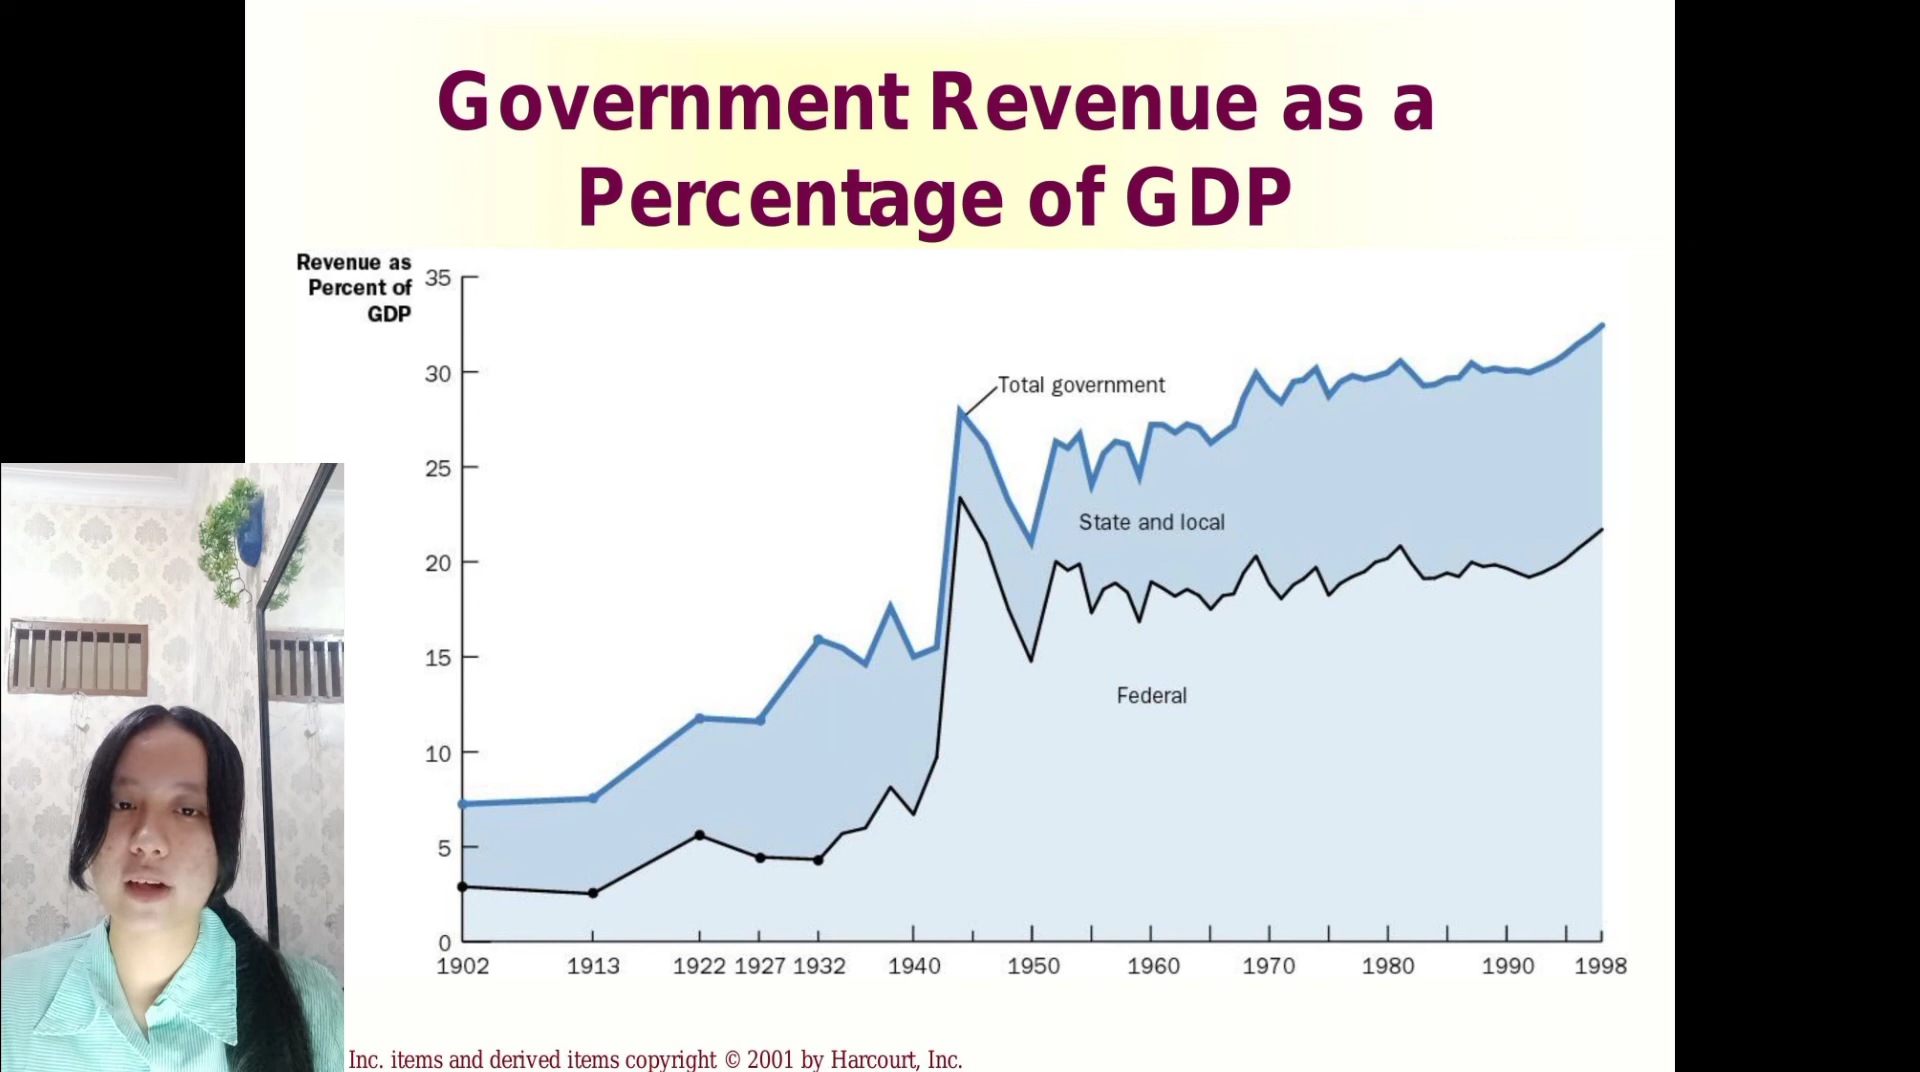 Government Revenue as a
Percentage of GDP
Revenue as
Percent of
GDP
35
30
25
20
15
10
5
0
Total government
State and local
Federal
1902 1913 1922 1927 1932 1940 1950 1960 1970 1980 1990 1998
Inc. items and derived items copyright © 2001 by Harcourt, Inc.